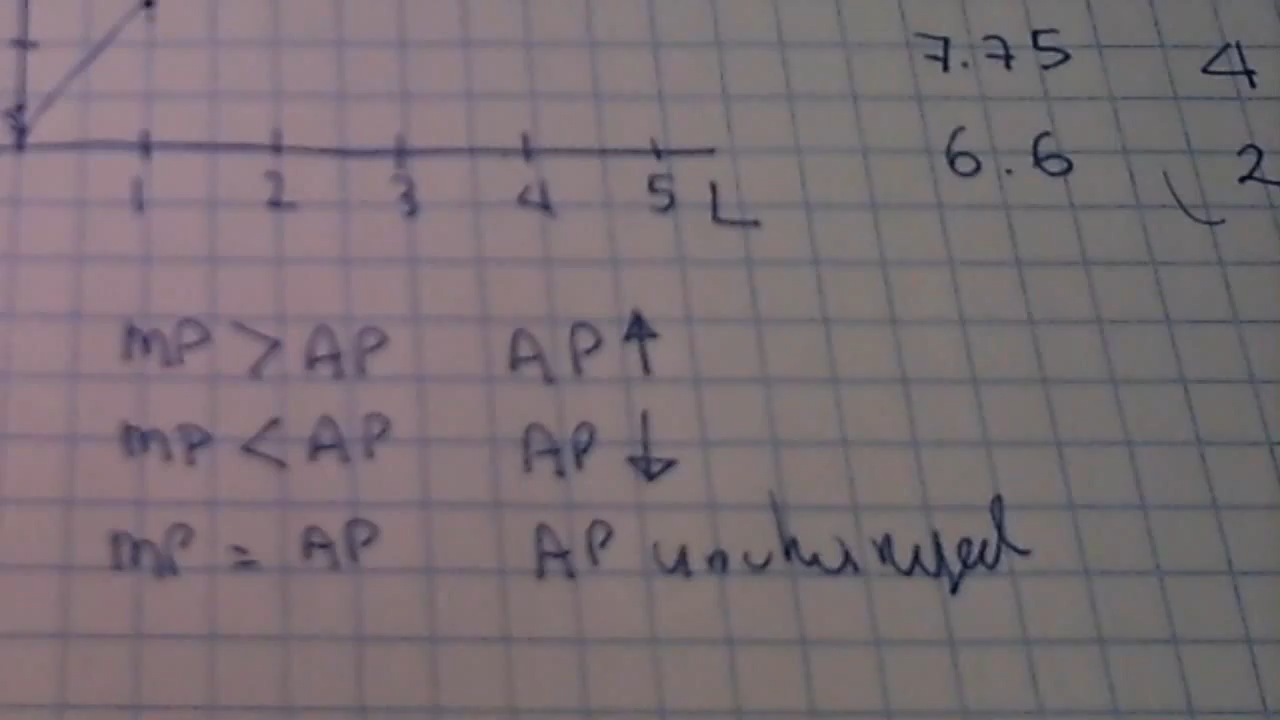 7.75 4
6.6 2
1 2 3 4 5 L
MP > AP AP ↑
MP < AP AP ↓
MP = AP AP unchanged